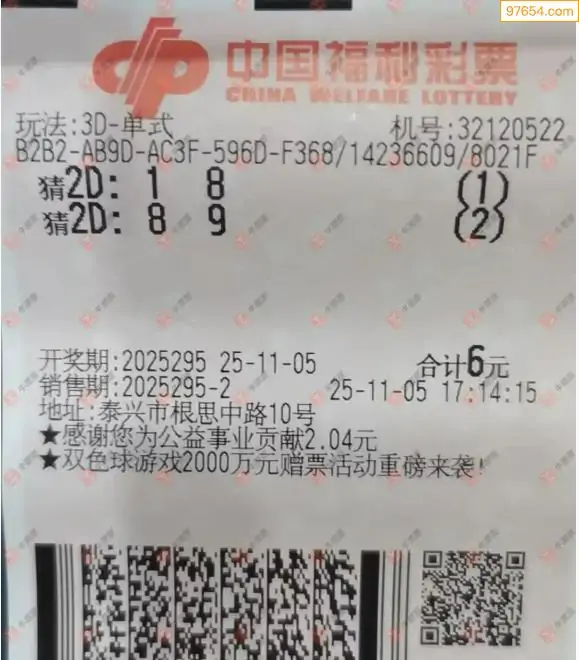 97654.com
中国福利彩票
CHINA WELFARE LOTTERY
玩法:3D-单式 机号:32120522
B2B2-AB9D-AC3F-596D-F368/14236609/8021F
猜2D: 1 8 (1)
猜2D: 8 9 (2)
开奖期:2025295 25-11-05 合计6元
销售期:2025295-2 25-11-05 17:14:15
地址:泰兴市根思中路10号
★感谢您为公益事业贡献2.04元
★双色球游戏2000万元赠票活动重磅来袭!